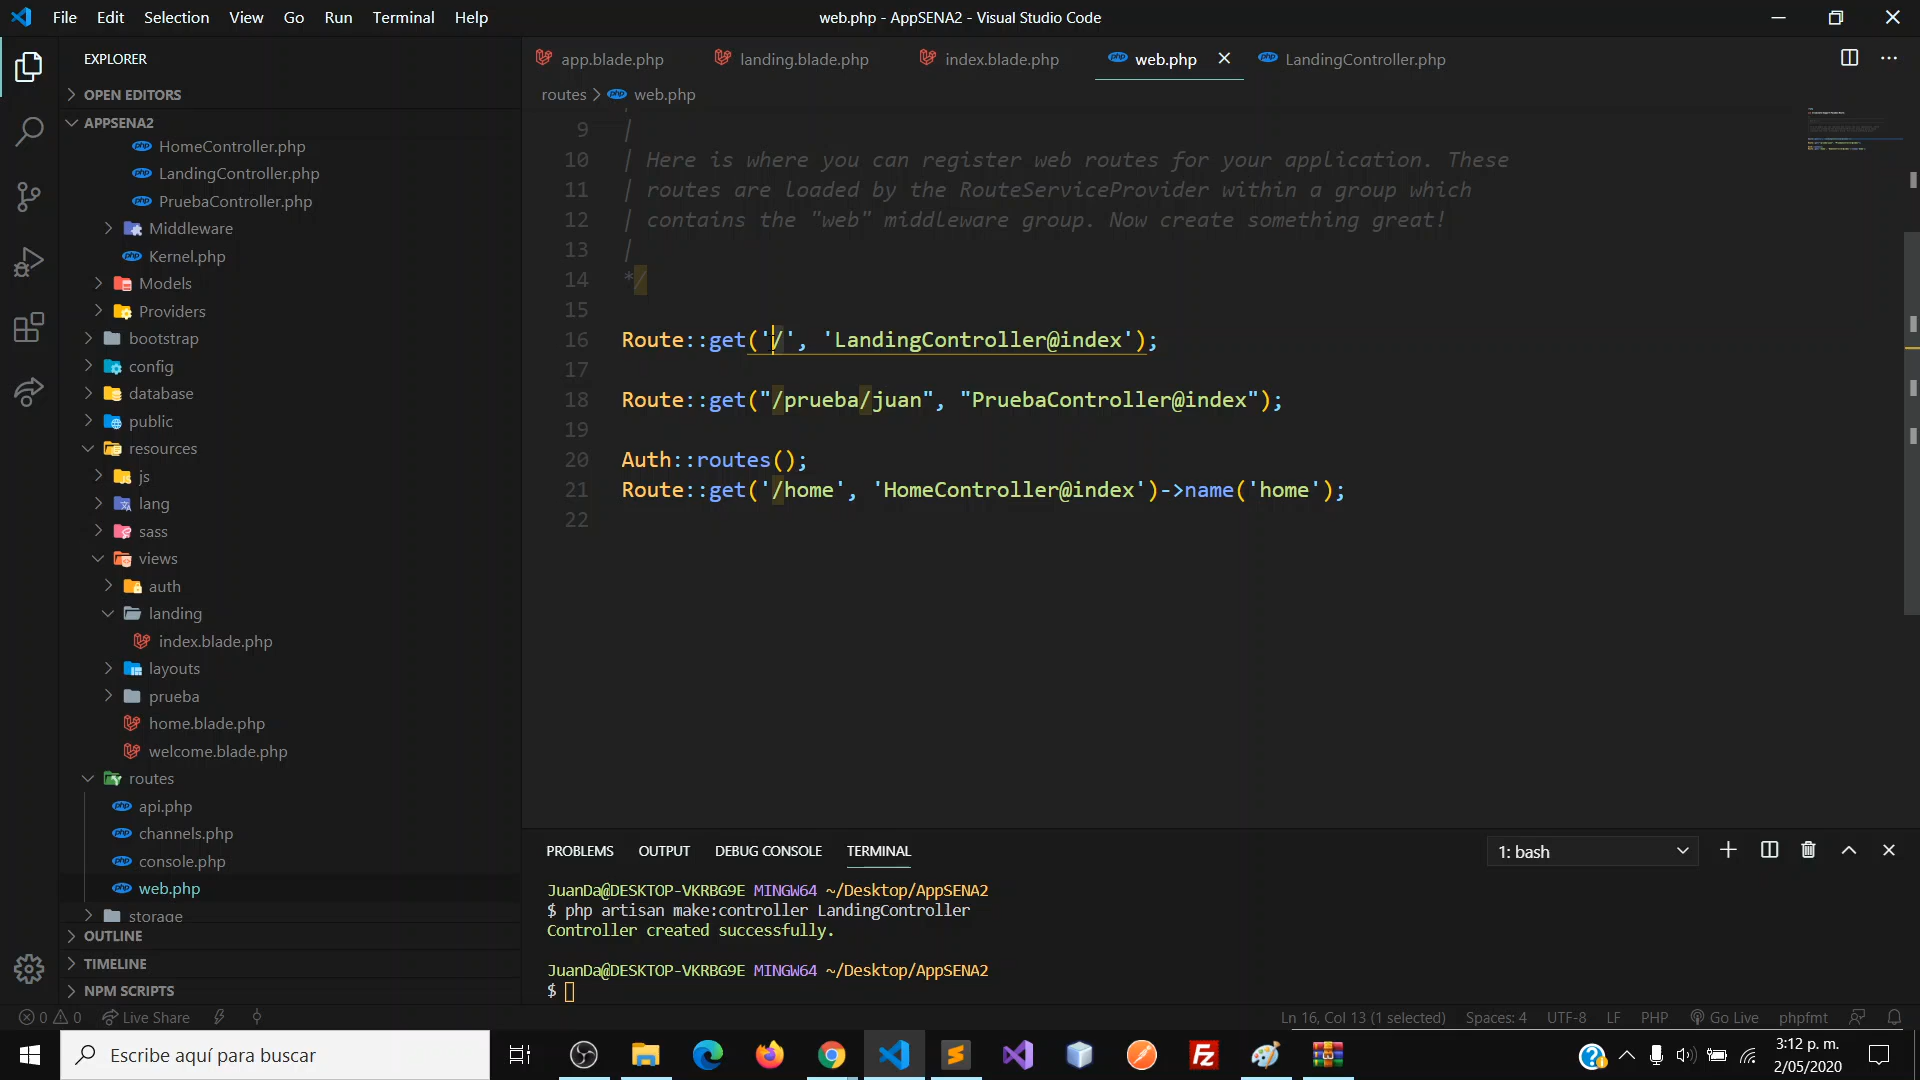 File Edit Selection View Go Run Terminal Help
web.php - AppSENA2 - Visual Studio Code
EXPLORER
OPEN EDITORS
APPSENA2
HomeController.php
LandingController.php
PruebaController.php
Middleware
Kernel.php
Models
Providers
bootstrap
config
database
public
resources
js
lang
sass
views
auth
landing
index.blade.php
layouts
prueba
home.blade.php
welcome.blade.php
routes
api.php
channels.php
console.php
web.php
storage
OUTLINE
TIMELINE
NPM SCRIPTS
app.blade.php landing.blade.php index.blade.php web.php LandingController.php
routes > web.php
9 |
10 | Here is where you can register web routes for your application. These
11 | routes are loaded by the RouteServiceProvider within a group which
12 | contains the "web" middleware group. Now create something great!
13 |
14 */
15
16 Route::get('/', 'LandingController@index');
17
18 Route::get("/prueba/juan", "PruebaController@index");
19
20 Auth::routes();
21 Route::get('/home', 'HomeController@index')->name('home');
22
PROBLEMS OUTPUT DEBUG CONSOLE TERMINAL
1: bash
JuanDa@DESKTOP-VKRBG9E MINGW64 ~/Desktop/AppSENA2
$ php artisan make:controller LandingController
Controller created successfully.
JuanDa@DESKTOP-VKRBG9E MINGW64 ~/Desktop/AppSENA2
$
0 0 Live Share
Ln 16, Col 13 (1 selected) Spaces: 4 UTF-8 LF PHP Go Live phpfmt
Escribe aquí para buscar
3:12 p. m.
2/05/2020